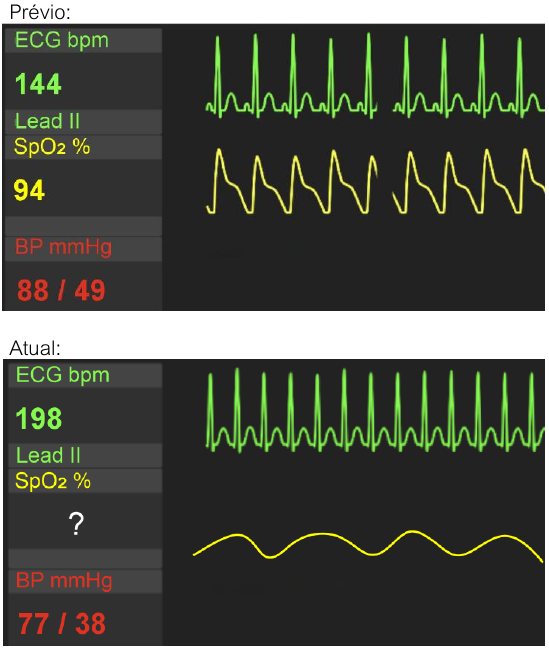 Prévio:
ECG bpm
144
Lead II
SpO₂ %
94
BP mmHg
88 / 49
Atual:
ECG bpm
198
Lead II
SpO₂ %
?
BP mmHg
77 / 38